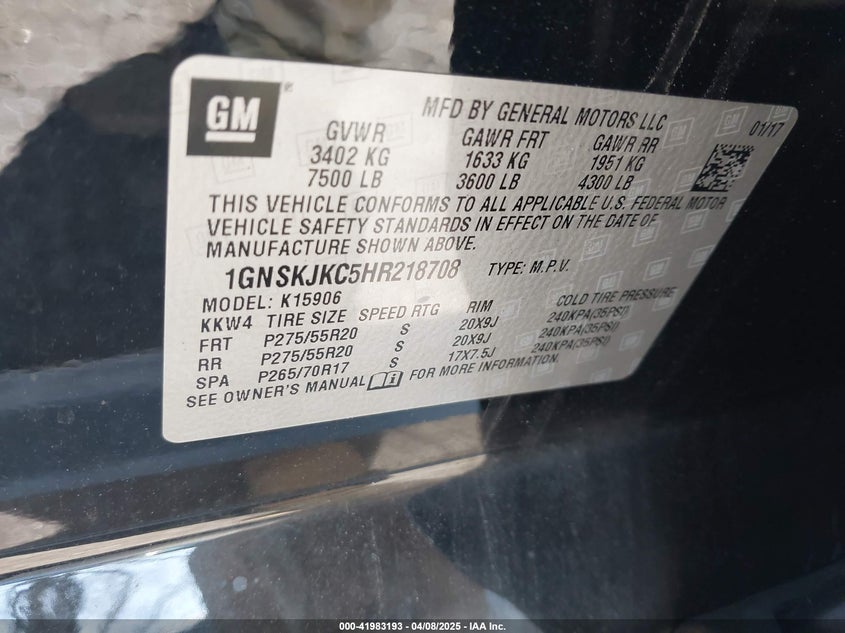 GM
MFD BY GENERAL MOTORS LLC
01/17
GVWR GAWR FRT GAWR RR
3402 KG 1633 KG 1951 KG
7500 LB 3600 LB 4300 LB
THIS VEHICLE CONFORMS TO ALL APPLICABLE U.S. FEDERAL MOTOR
VEHICLE SAFETY STANDARDS IN EFFECT ON THE DATE OF
MANUFACTURE SHOWN ABOVE.
1GNSKJKC5HR218708 TYPE: M.P.V.
MODEL: K15906
KKW4 TIRE SIZE SPEED RTG RIM COLD TIRE PRESSURE
FRT P275/55R20 S 20X9J 240KPA(35PSI)
RR P275/55R20 S 20X9J 240KPA(35PSI)
SPA P265/70R17 S 17X7.5J 240KPA(35PSI)
SEE OWNER'S MANUAL FOR MORE INFORMATION.
000-41983193 - 04/08/2025 - IAA Inc.